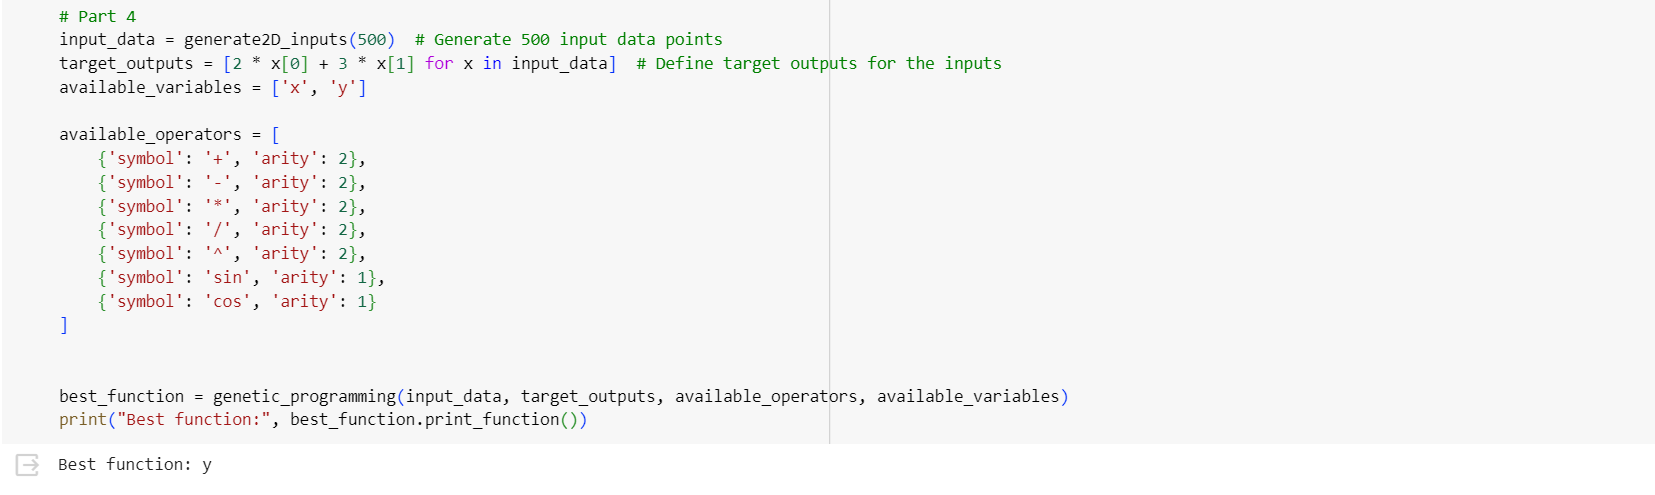 # Part 4
input_data = generate2D_inputs(500)  # Generate 500 input data points
target_outputs = [2 * x[0] + 3 * x[1] for x in input_data]  # Define target outputs for the inputs
available_variables = ['x', 'y']
available_operators = [
    {'symbol': '+', 'arity': 2},
    {'symbol': '-', 'arity': 2},
    {'symbol': '*', 'arity': 2},
    {'symbol': '/', 'arity': 2},
    {'symbol': '^', 'arity': 2},
    {'symbol': 'sin', 'arity': 1},
    {'symbol': 'cos', 'arity': 1}
]
best_function = genetic_programming(input_data, target_outputs, available_operators, available_variables)
print("Best function:", best_function.print_function())
Best function: y